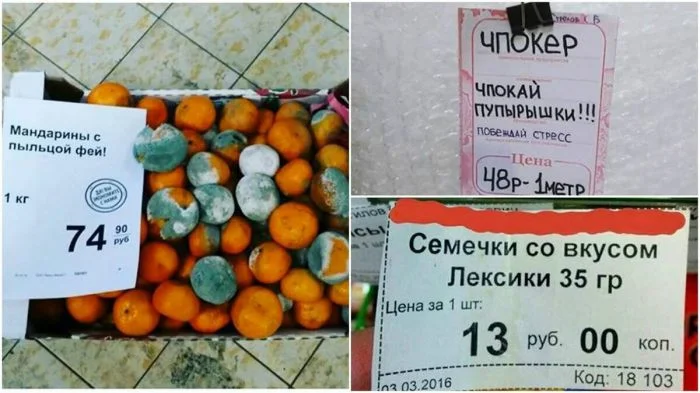 Мандарины с
пыльцой фей!
1 кг
74 90
руб
ЧПОКЕР
ЧПОКАЙ
ПУПЫРЫШКИ!!!
ПОБЕЖДАЙ СТРЕСС
Цена
48р-1метр
Семечки со вкусом
Лексики 35 гр
Цена за 1 шт:
13 руб. 00 коп.
03.03.2016 Код: 18 103